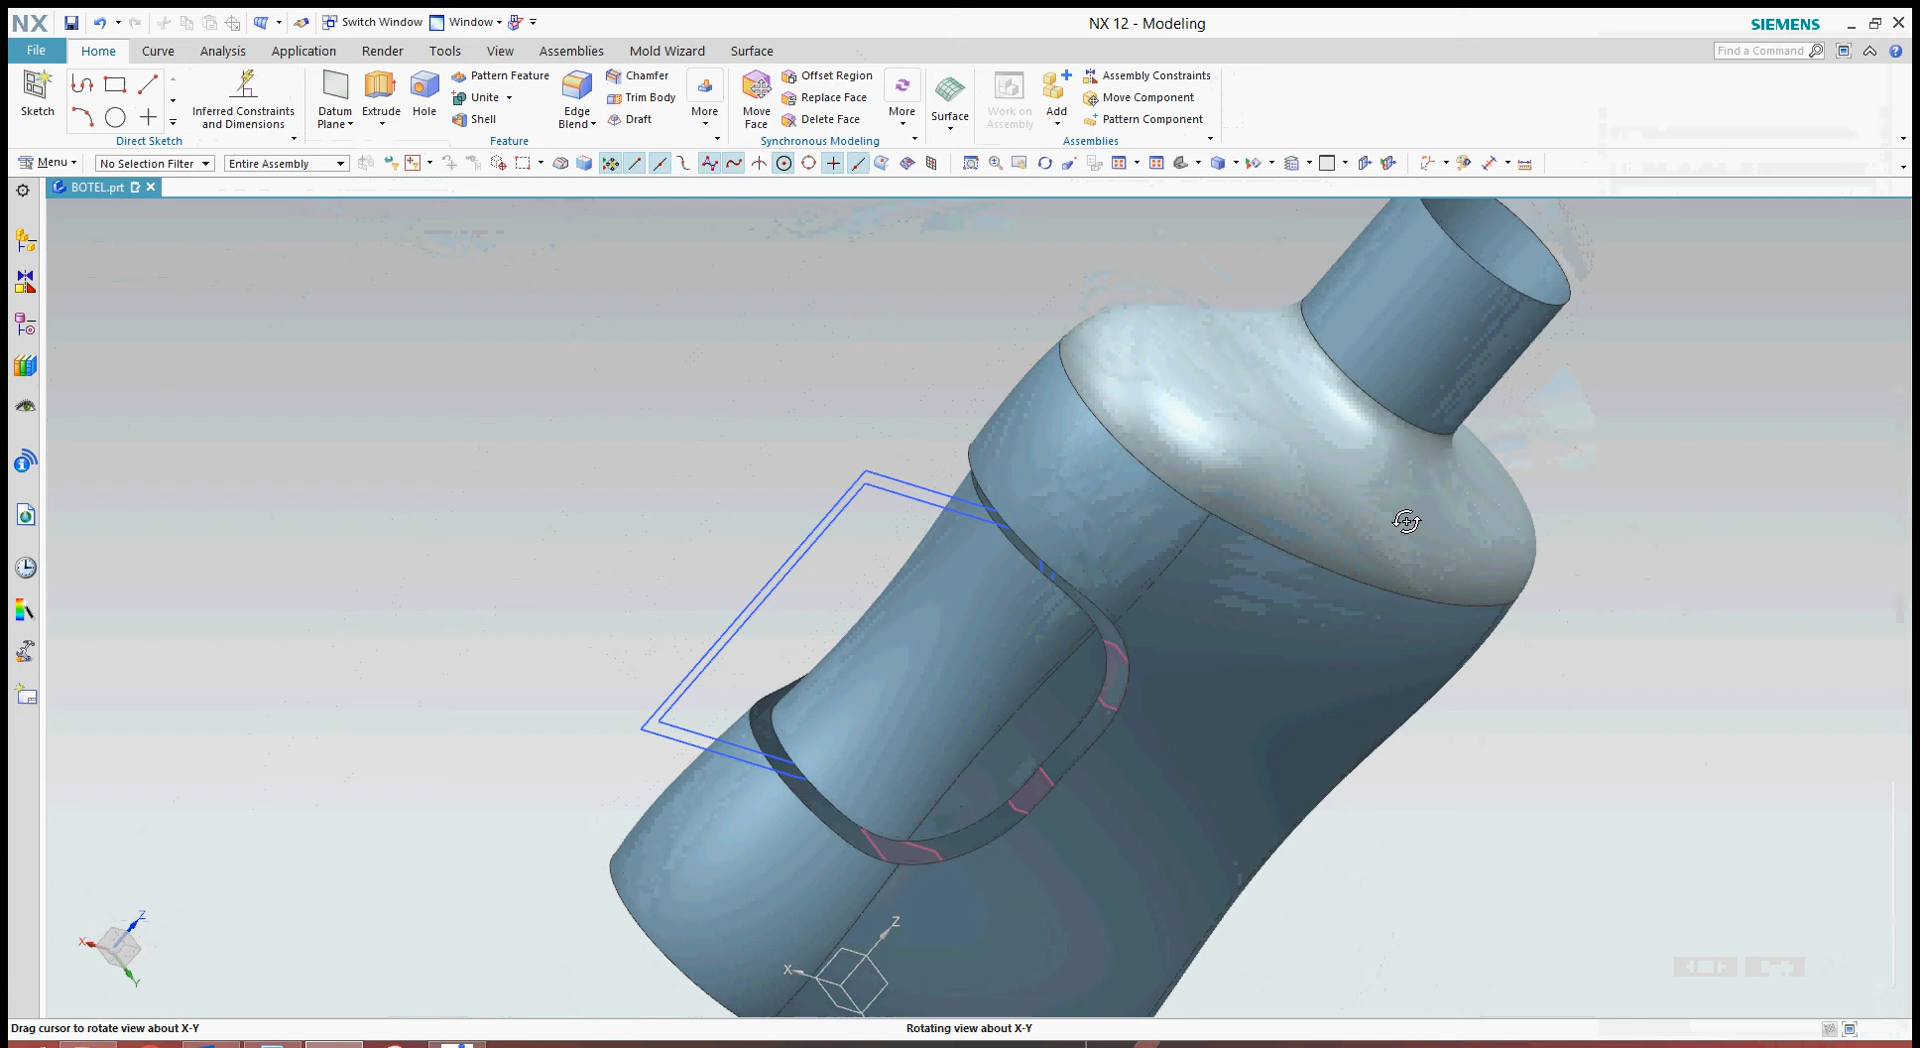 NX
Switch Window
Window
NX 12 - Modeling
SIEMENS
File
Home
Curve
Analysis
Application
Render
Tools
View
Assemblies
Mold Wizard
Surface
Find a Command
Sketch
Inferred Constraints
and Dimensions
Direct Sketch
Datum
Plane
Extrude
Hole
Pattern Feature
Unite
Shell
Edge
Blend
Chamfer
Trim Body
Draft
More
Feature
Move
Face
Offset Region
Replace Face
Delete Face
More
Synchronous Modeling
Surface
Work on
Assembly
Add
Assembly Constraints
Move Component
Pattern Component
Assemblies
Menu
No Selection Filter
Entire Assembly
BOTEL.prt
Z
X
Y
Z
X
Drag cursor to rotate view about X-Y
Rotating view about X-Y